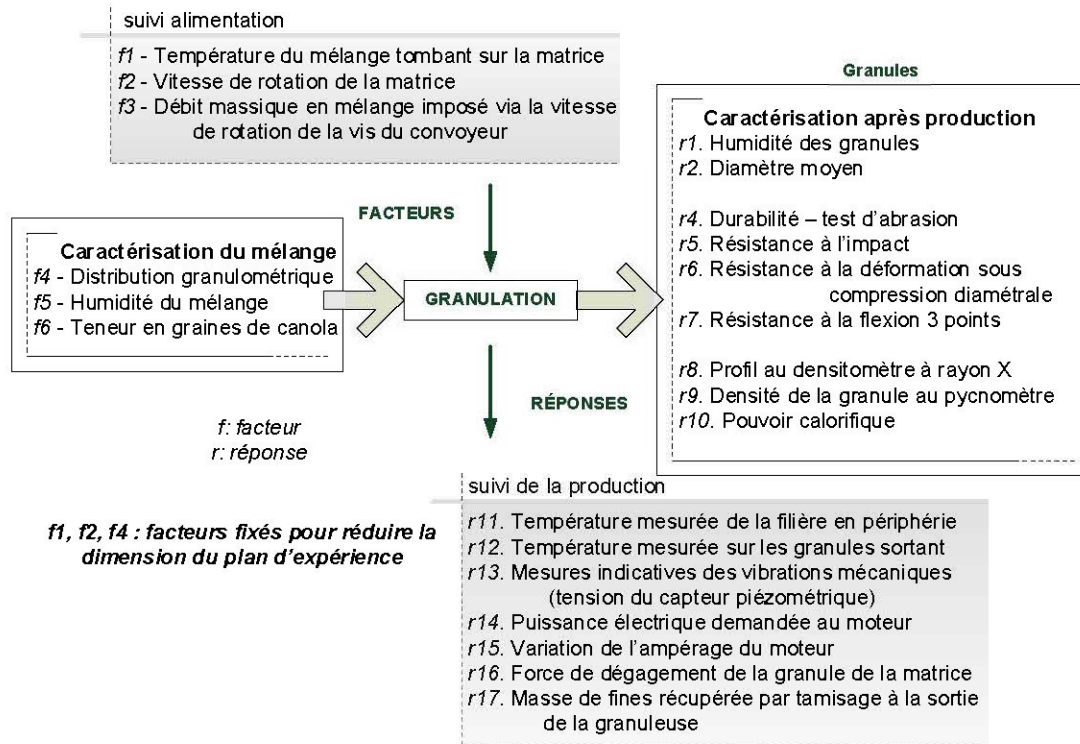 suivi alimentation
f1 - Température du mélange tombant sur la matrice
f2 - Vitesse de rotation de la matrice
f3 - Débit massique en mélange imposé via la vitesse
de rotation de la vis du convoyeur
FACTEURS
Caractérisation du mélange
f4 - Distribution granulométrique
f5 - Humidité du mélange
f6 - Teneur en graines de canola
GRANULATION
Granules
Caractérisation après production
r1. Humidité des granules
r2. Diamètre moyen
r4. Durabilité – test d'abrasion
r5. Résistance à l'impact
r6. Résistance à la déformation sous
compression diamétrale
r7. Résistance à la flexion 3 points
r8. Profil au densitomètre à rayon X
r9. Densité de la granule au pycnomètre
r10. Pouvoir calorifique
RÉPONSES
f: facteur
r: réponse
f1, f2, f4 : facteurs fixés pour réduire la
dimension du plan d'expérience
suivi de la production
r11. Température mesurée de la filière en périphérie
r12. Température mesurée sur les granules sortant
r13. Mesures indicatives des vibrations mécaniques
(tension du capteur piézométrique)
r14. Puissance électrique demandée au moteur
r15. Variation de l'ampérage du moteur
r16. Force de dégagement de la granule de la matrice
r17. Masse de fines récupérée par tamisage à la sortie
de la granuleuse